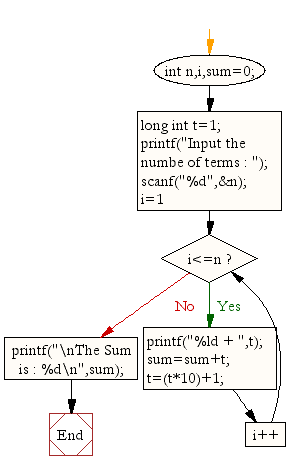 int n,i,sum=0;
long int t=1;
printf("Input the
numbe of terms : ");
scanf("%d",&n);
i=1
i<=n ?
No
Yes
printf("\nThe Sum
is : %d\n",sum);
printf("%ld + ",t);
sum=sum+t;
t=(t*10)+1;
i++
End